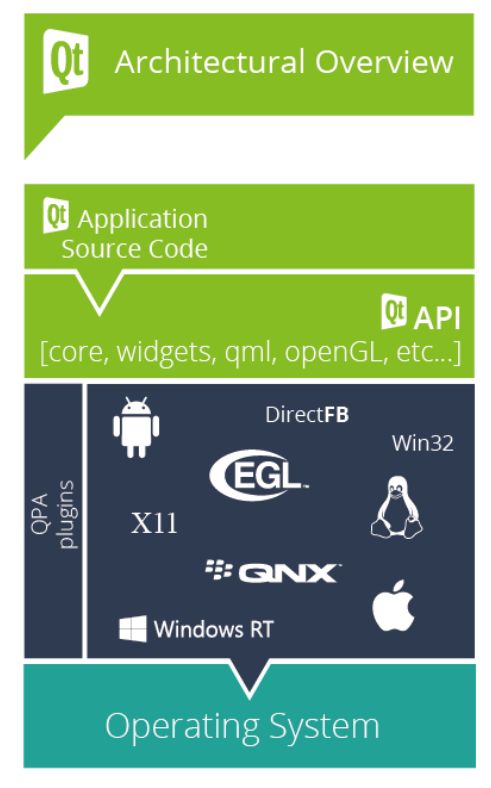 Qt Architectural Overview
Qt Application
Source Code
Qt API
[core, widgets, qml, openGL, etc...]
QPA
plugins
DirectFB
Win32
EGL™
X11
QNX
Windows RT
Operating System